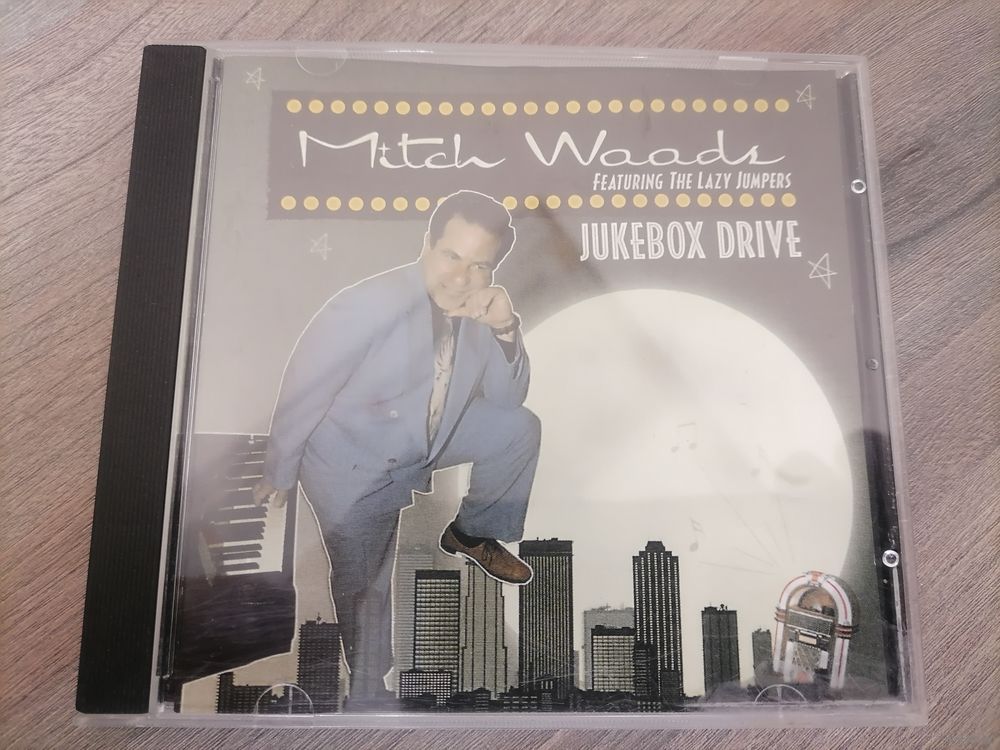 Mitch Woods
FEATURING THE LAZY JUMPERS
JUKEBOX DRIVE